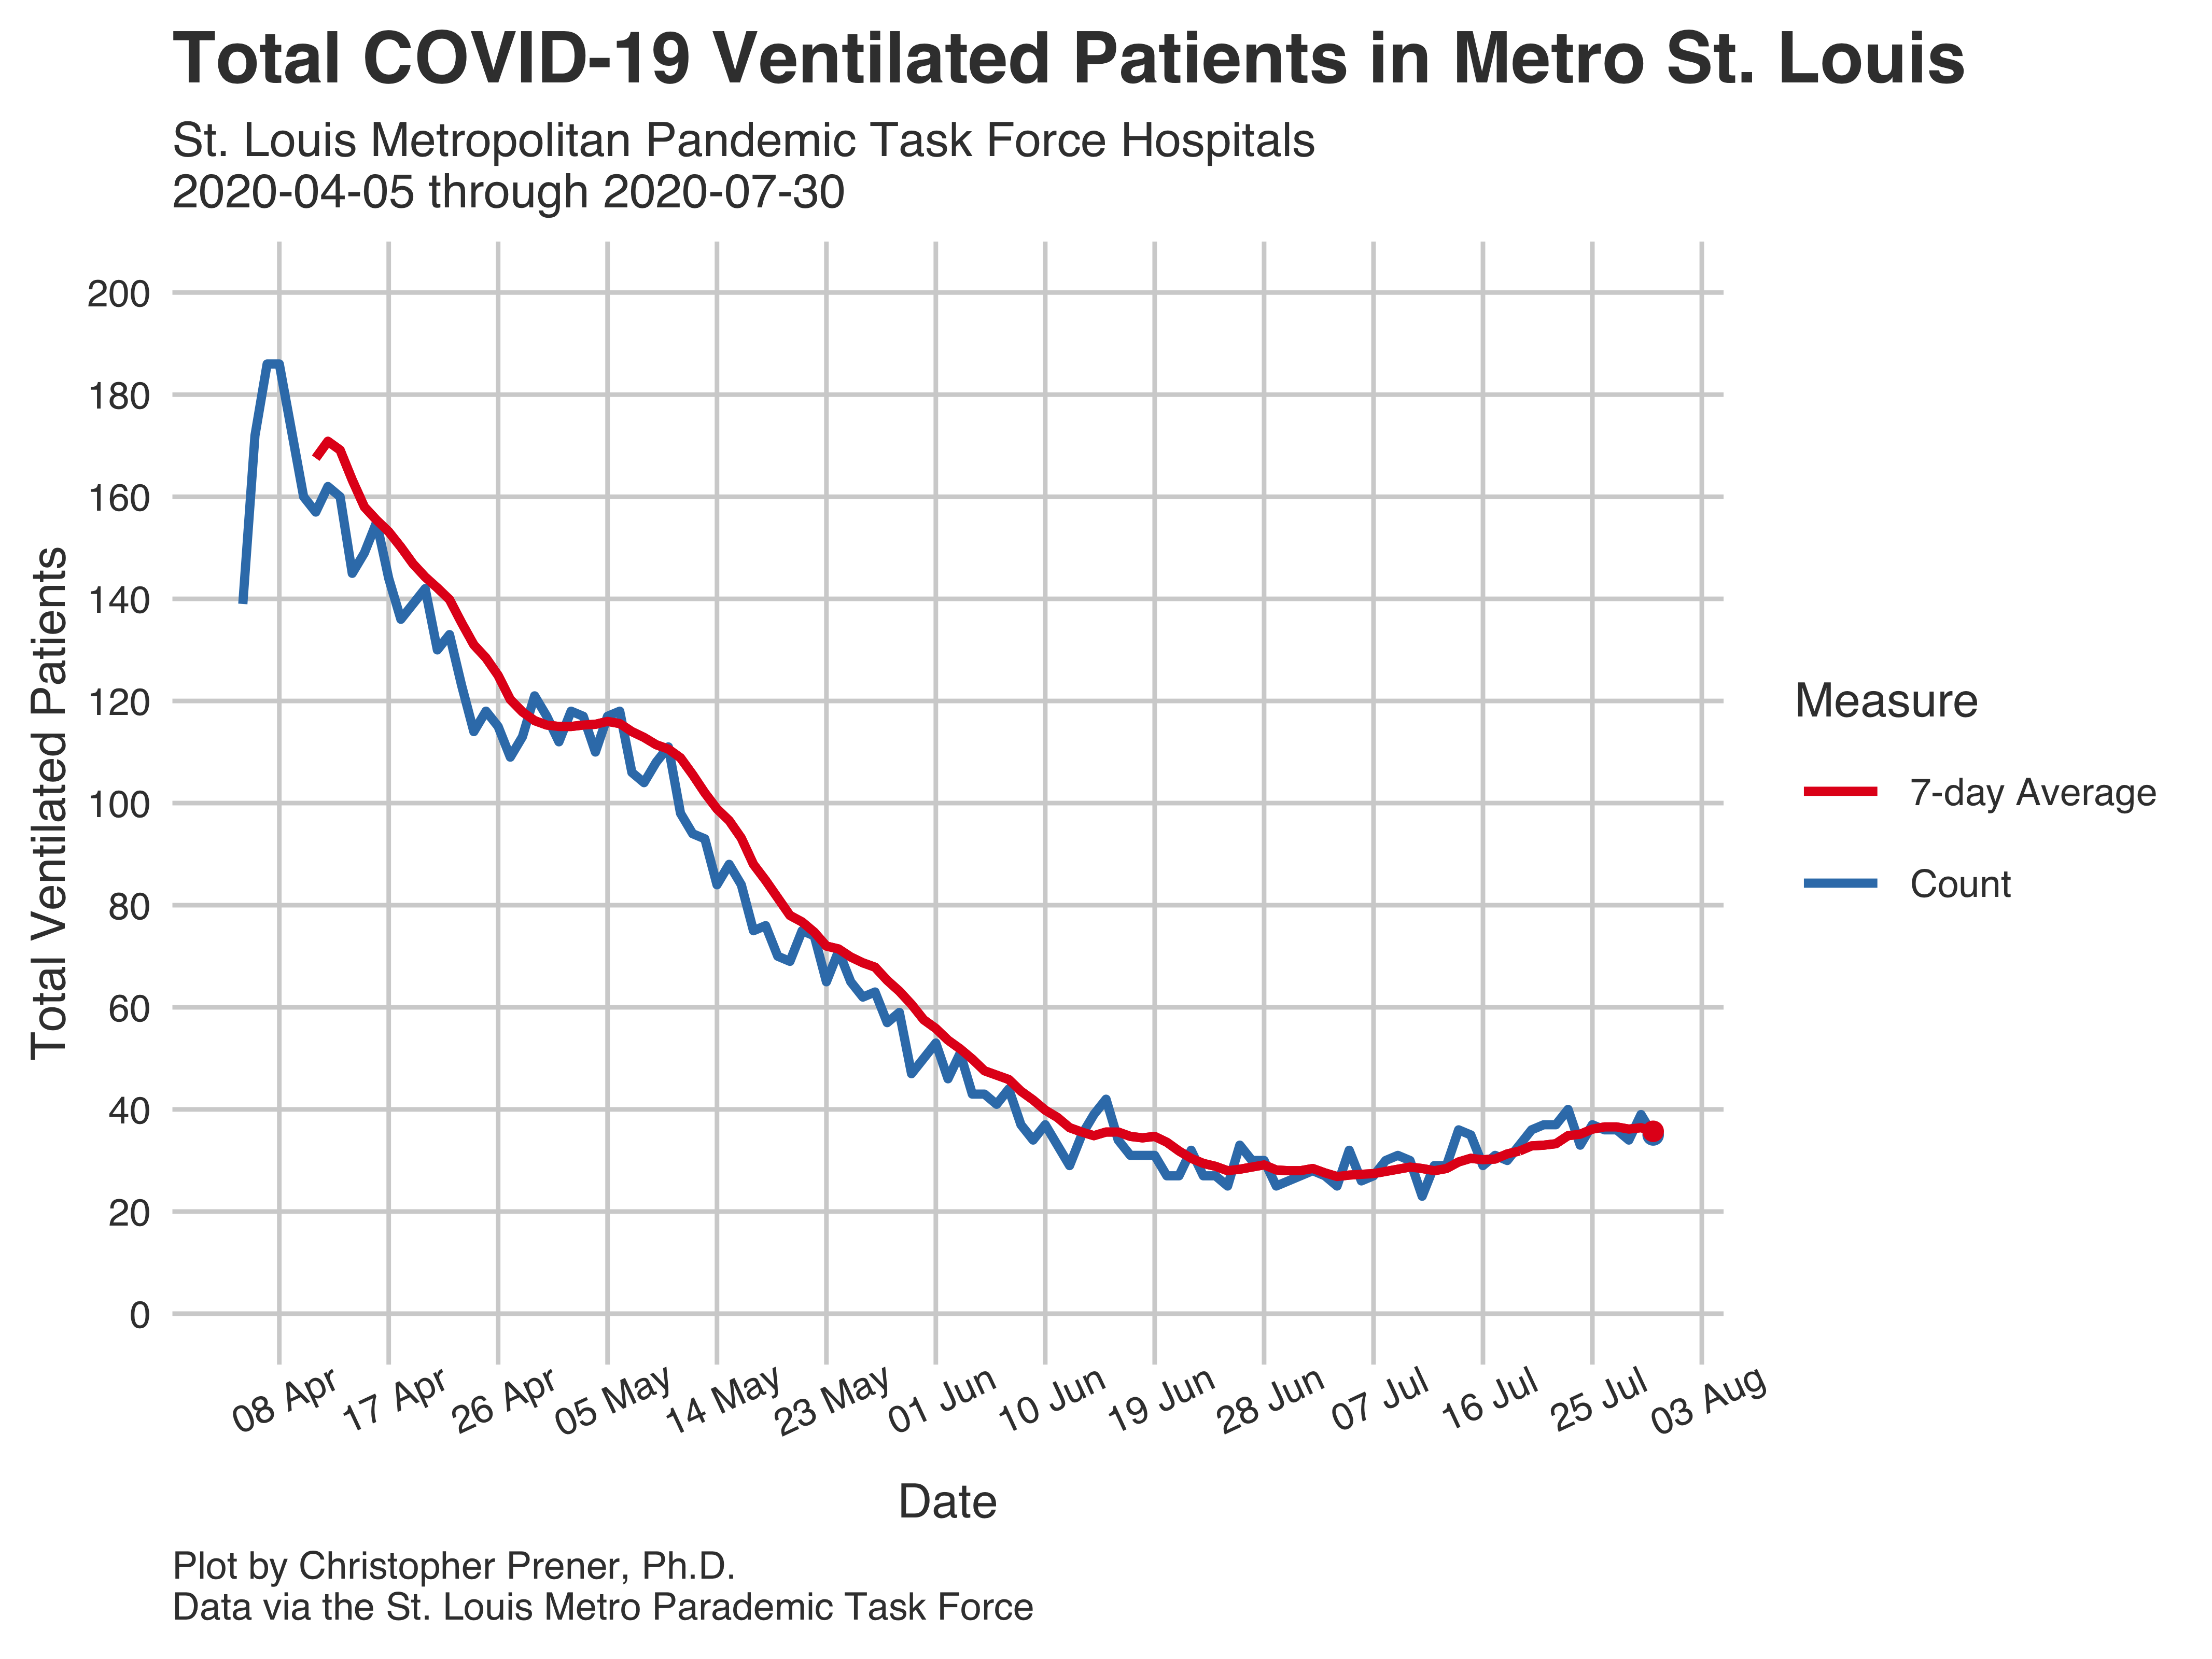 Total COVID-19 Ventilated Patients in Metro St. Louis
St. Louis Metropolitan Pandemic Task Force Hospitals
2020-04-05 through 2020-07-30
Total Ventilated Patients
200
180
160
140
120
100
80
60
40
20
0
08 Apr
17 Apr
26 Apr
05 May
14 May
23 May
01 Jun
10 Jun
19 Jun
28 Jun
07 Jul
16 Jul
25 Jul
03 Aug
Date
Measure
7-day Average
Count
Plot by Christopher Prener, Ph.D.
Data via the St. Louis Metro Parademic Task Force